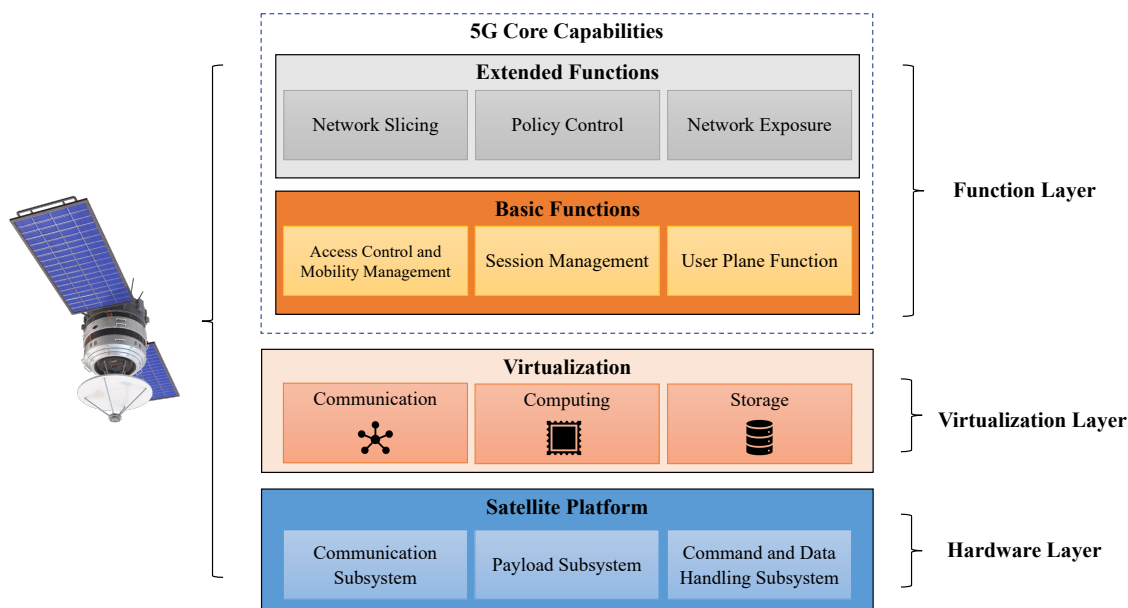 5G Core Capabilities
Extended Functions
Network Slicing
Policy Control
Network Exposure
Function Layer
Basic Functions
Access Control and
Mobility Management
Session Management
User Plane Function
Virtualization
Communication
Computing
Storage
Virtualization Layer
Satellite Platform
Communication
Subsystem
Payload Subsystem
Command and Data
Handling Subsystem
Hardware Layer